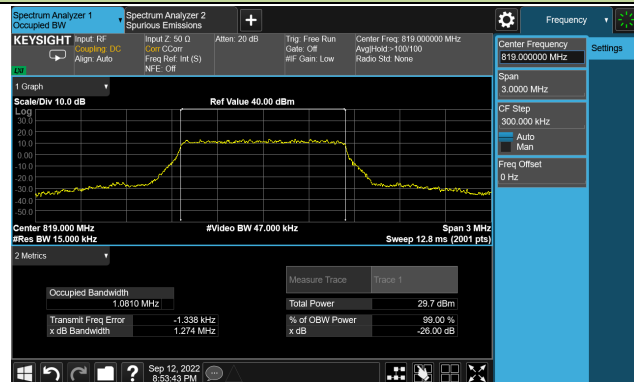 Spectrum Analyzer 1
Occupied BW
Spectrum Analyzer 2
Spurious Emissions
Frequency
KEYSIGHT
Input: RF
Coupling: DC
Align: Auto
LXI
Input Z: 50 Ω
Corr CCorr
Freq Ref: Int (S)
NFE: Off
Atten: 20 dB
Trig: Free Run
Gate: Off
#IF Gain: Low
Center Freq: 819.000000 MHz
Avg|Hold:>100/100
Radio Std: None
Center Frequency
819.000000 MHz
Settings
Span
3.0000 MHz
CF Step
300.000 kHz
Auto
Man
Freq Offset
0 Hz
1 Graph
Scale/Div 10.0 dB
Ref Value 40.00 dBm
Log
30.0
20.0
10.0
0.00
-10.0
-20.0
-30.0
-40.0
-50.0
Center 819.000 MHz
#Video BW 47.000 kHz
Span 3 MHz
#Res BW 15.000 kHz
Sweep 12.8 ms (2001 pts)
2 Metrics
Measure Trace
Trace 1
Occupied Bandwidth
1.0810 MHz
Total Power
29.7 dBm
Transmit Freq Error
-1.338 kHz
% of OBW Power
99.00 %
x dB Bandwidth
1.274 MHz
x dB
-26.00 dB
?
Sep 12, 2022
8:53:43 PM